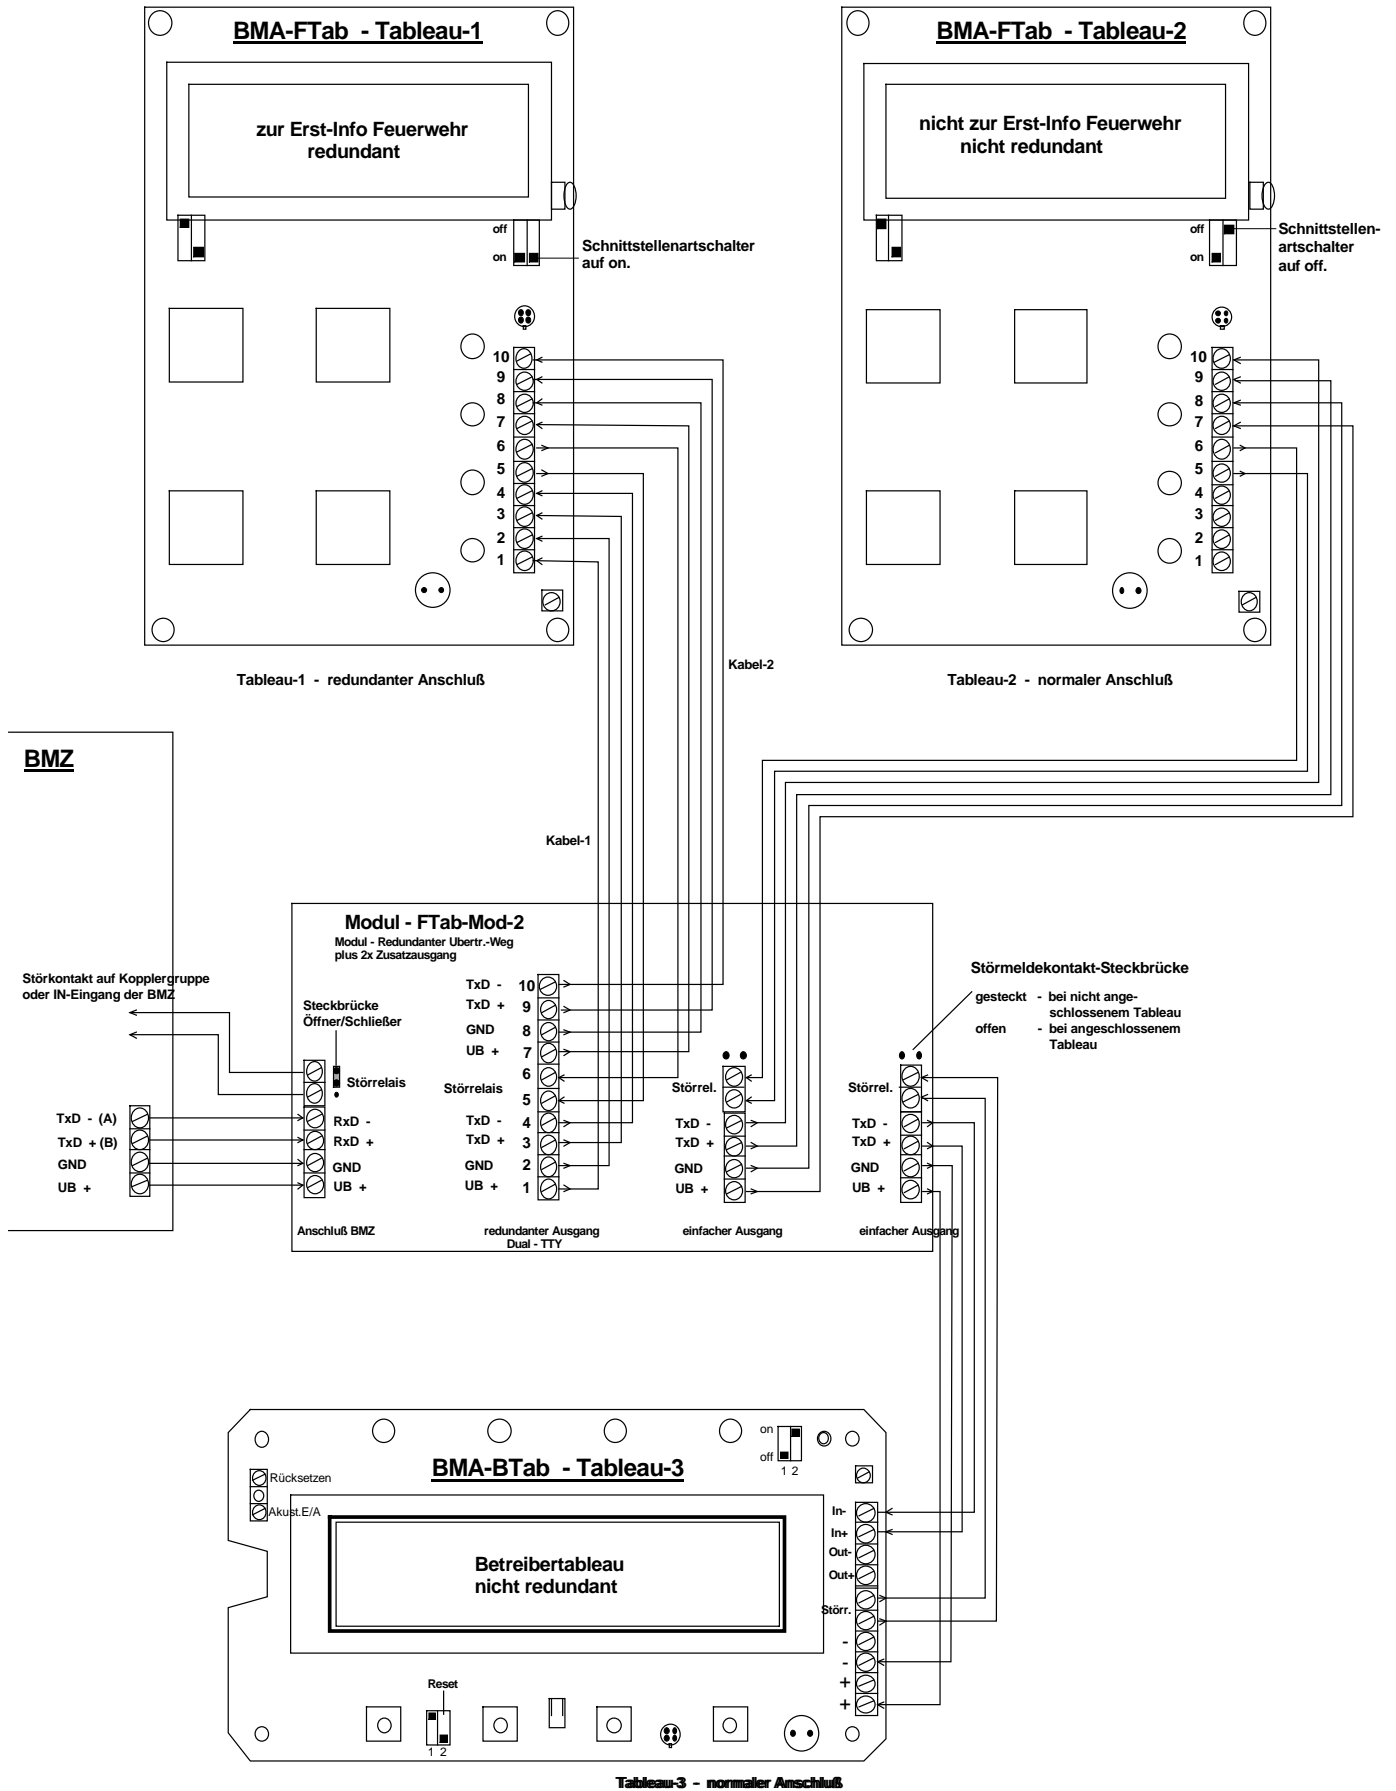 BMA-FTab - Tableau-1
zur Erst-Info Feuerwehr
redundant
off
on
Schnittstellenartschalter
auf on.
10
9
8
7
6
5
4
3
2
1
Tableau-1 - redundanter Anschluß
BMA-FTab - Tableau-2
nicht zur Erst-Info Feuerwehr
nicht redundant
off
on
Schnittstellen-
artschalter
auf off.
10
9
8
7
6
5
4
3
2
1
Tableau-2 - normaler Anschluß
Kabel-2
Kabel-1
BMZ
Störkontakt auf Kopplergruppe
oder IN-Eingang der BMZ
TxD - (A)
TxD + (B)
GND
UB +
Modul - FTab-Mod-2
Modul - Redundanter Ubertr.-Weg
plus 2x Zusatzausgang
Steckbrücke
Öffner/Schließer
Störrelais
RxD -
RxD +
GND
UB +
Anschluß BMZ
TxD - 10
TxD + 9
GND 8
UB + 7
6
Störrelais
5
TxD - 4
TxD + 3
GND 2
UB + 1
redundanter Ausgang
Dual - TTY
Störrel.
TxD -
TxD +
GND
UB +
einfacher Ausgang
Störrel.
TxD -
TxD +
GND
UB +
einfacher Ausgang
Störmeldekontakt-Steckbrücke
gesteckt - bei nicht ange-
schlossenem Tableau
offen - bei angeschlossenem
Tableau
BMA-BTab - Tableau-3
on
off
1 2
Rücksetzen
Akust.E/A
Betreibertableau
nicht redundant
In-
In+
Out-
Out+
Störr.
-
-
+
+
Reset
1 2
Tableau-3 - normaler Anschluß